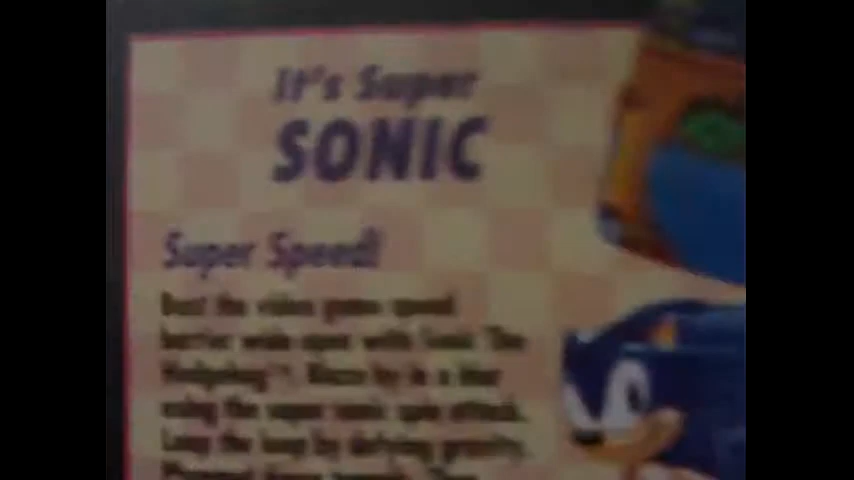 It's Super
SONIC
Super Speed!
Bust the video game speed
barrier wide open with Sonic The
Hedgehog™. Blaze by in a blur
using the super sonic spin attack.
Loop the loop by defying gravity.